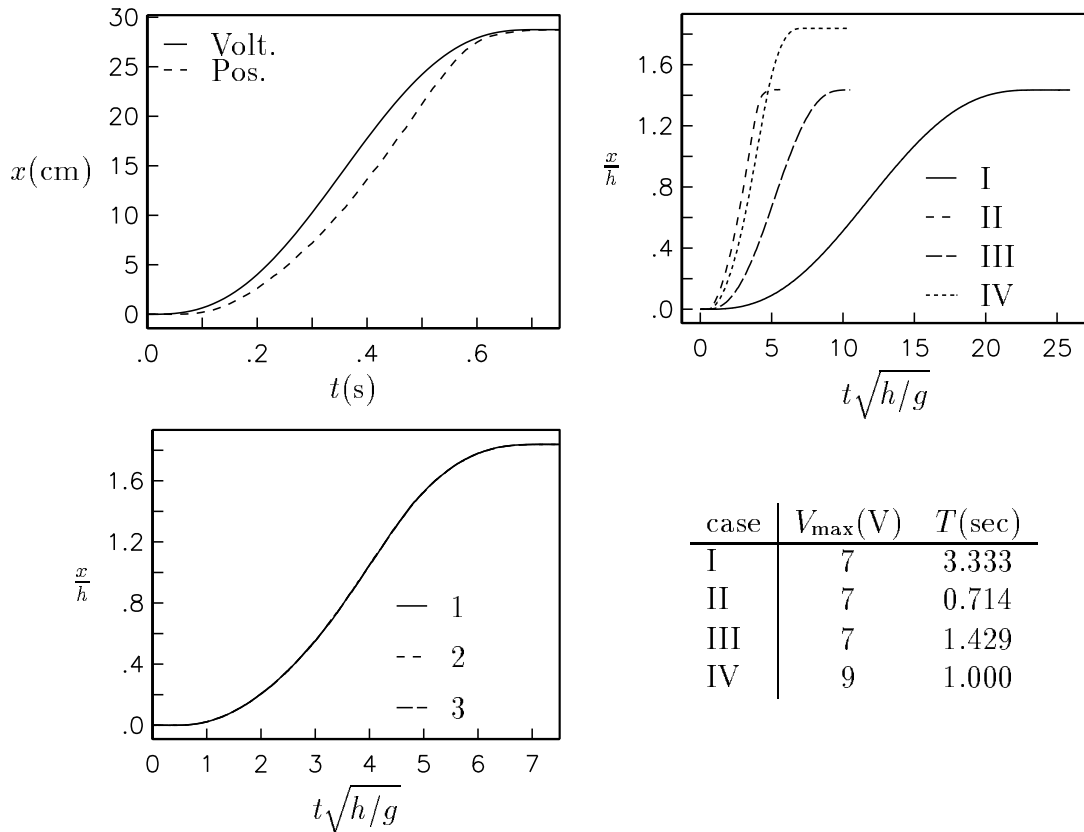 30
25
20
15
10
5
0
x(cm)
Volt.
Pos.
.0 .2 .4 .6
t(s)
1.6
1.2
.8
.4
.0
x/h
I
II
III
IV
0 5 10 15 20 25
t√h/g
1.6
1.2
.8
.4
.0
x/h
1
2
3
0 1 2 3 4 5 6 7
t√h/g
case Vmax(V) T(sec)
I 7 3.333
II 7 0.714
III 7 1.429
IV 9 1.000